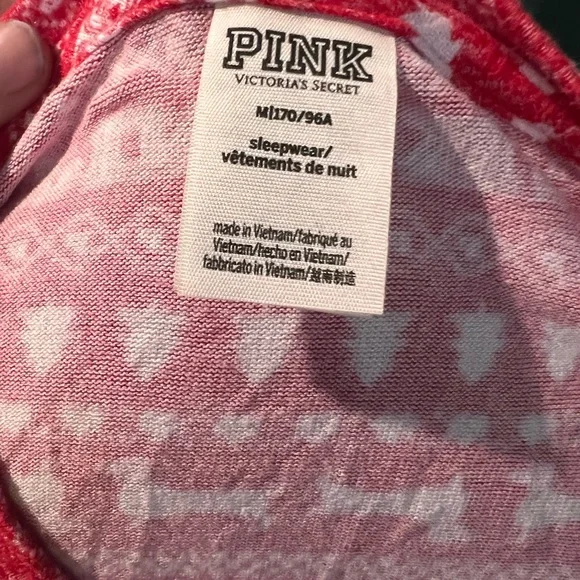 PINK
VICTORIA'S SECRET
M|170/96A
sleepwear/
vêtements de nuit
made in Vietnam/fabriqué au
Vietnam/hecho en Vietnam/
fabbricato in Vietnam/越南制造